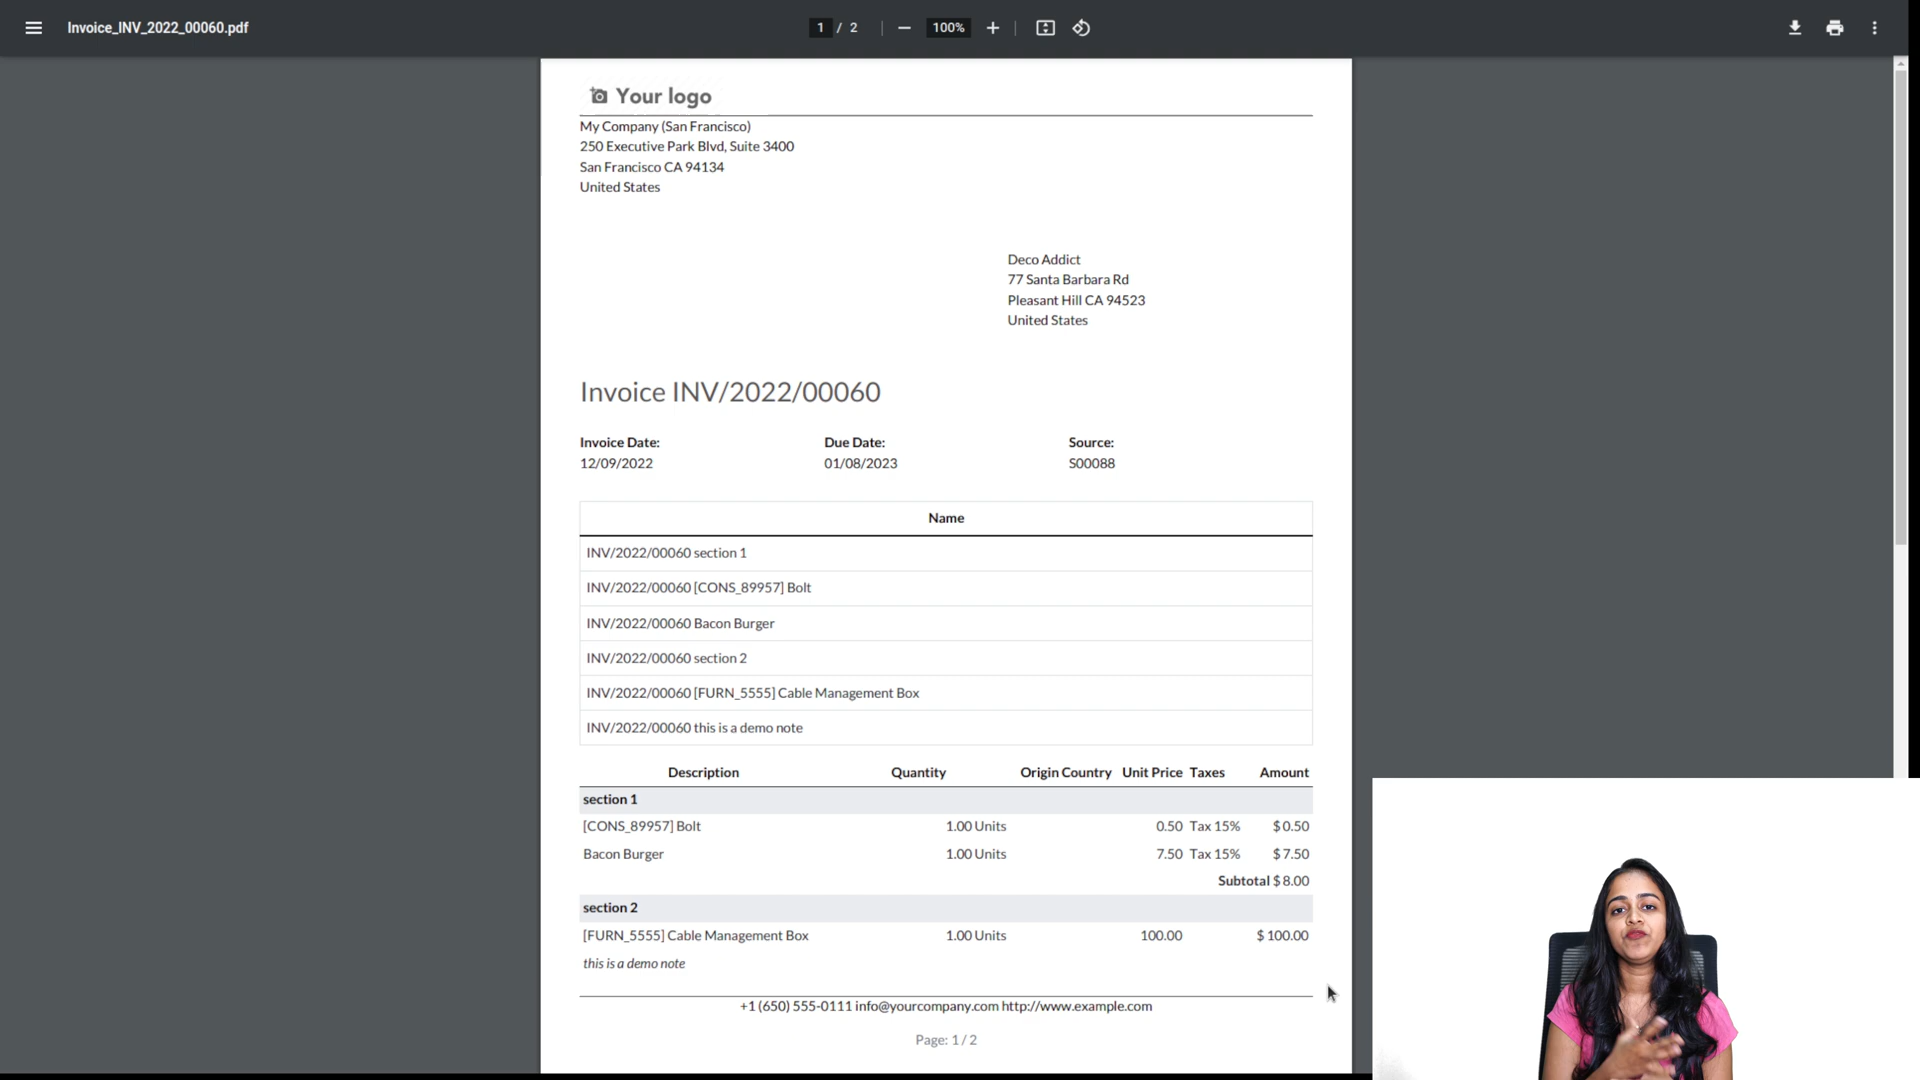 Invoice_INV_2022_00060.pdf
1 / 2
100%
Your logo
My Company (San Francisco)
250 Executive Park Blvd, Suite 3400
San Francisco CA 94134
United States
Deco Addict
77 Santa Barbara Rd
Pleasant Hill CA 94523
United States
Invoice INV/2022/00060
Invoice Date: Due Date: Source:
12/09/2022 01/08/2023 S00088
Name
INV/2022/00060 section 1
INV/2022/00060 [CONS_89957] Bolt
INV/2022/00060 Bacon Burger
INV/2022/00060 section 2
INV/2022/00060 [FURN_5555] Cable Management Box
INV/2022/00060 this is a demo note
Description Quantity Origin Country Unit Price Taxes Amount
section 1
[CONS_89957] Bolt 1.00 Units 0.50 Tax 15% $ 0.50
Bacon Burger 1.00 Units 7.50 Tax 15% $ 7.50
Subtotal $ 8.00
section 2
[FURN_5555] Cable Management Box 1.00 Units 100.00 $ 100.00
this is a demo note
+1 (650) 555-0111 info@yourcompany.com http://www.example.com
Page: 1 / 2